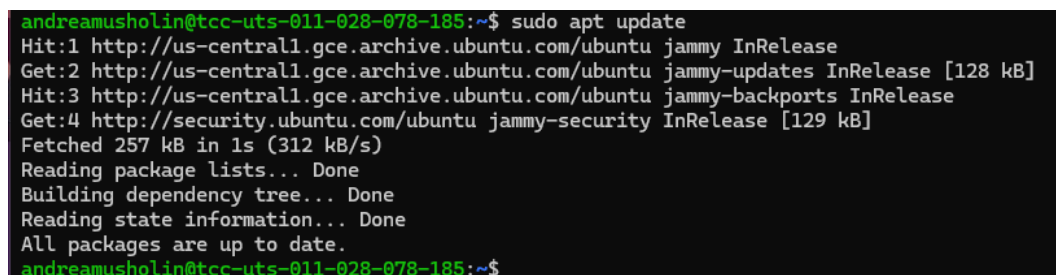 andreamusholin@tcc-uts-011-028-078-185:~$ sudo apt update
Hit:1 http://us-central1.gce.archive.ubuntu.com/ubuntu jammy InRelease
Get:2 http://us-central1.gce.archive.ubuntu.com/ubuntu jammy-updates InRelease [128 kB]
Hit:3 http://us-central1.gce.archive.ubuntu.com/ubuntu jammy-backports InRelease
Get:4 http://security.ubuntu.com/ubuntu jammy-security InRelease [129 kB]
Fetched 257 kB in 1s (312 kB/s)
Reading package lists... Done
Building dependency tree... Done
Reading state information... Done
All packages are up to date.
andreamusholin@tcc-uts-011-028-078-185:~$